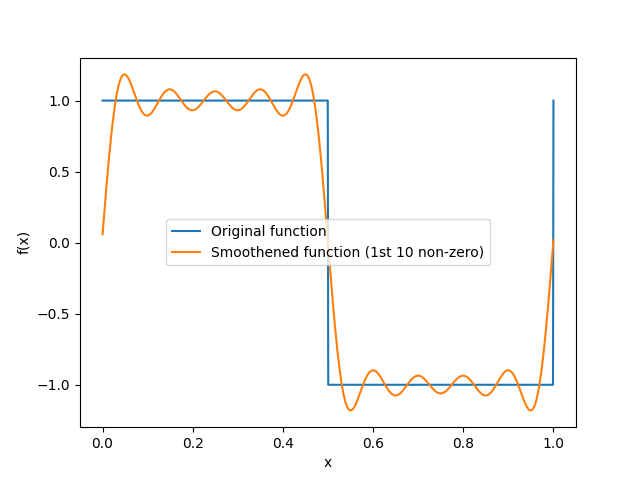 1.0
0.5
0.0
−0.5
−1.0
f(x)
Original function
Smoothened function (1st 10 non-zero)
0.0 0.2 0.4 0.6 0.8 1.0
x